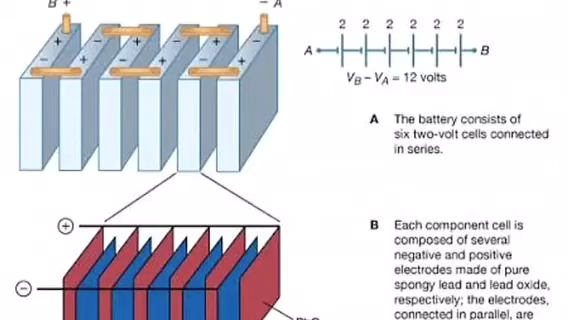 B + − A
+ − + − + −
− + − + − +
2 2 2 2 2 2
A B
VB − VA = 12 volts
A The battery consists of
six two-volt cells connected
in series.
+
B Each component cell is
composed of several
negative and positive
electrodes made of pure
spongy lead and lead oxide,
respectively; the electrodes,
connected in parallel, are
−